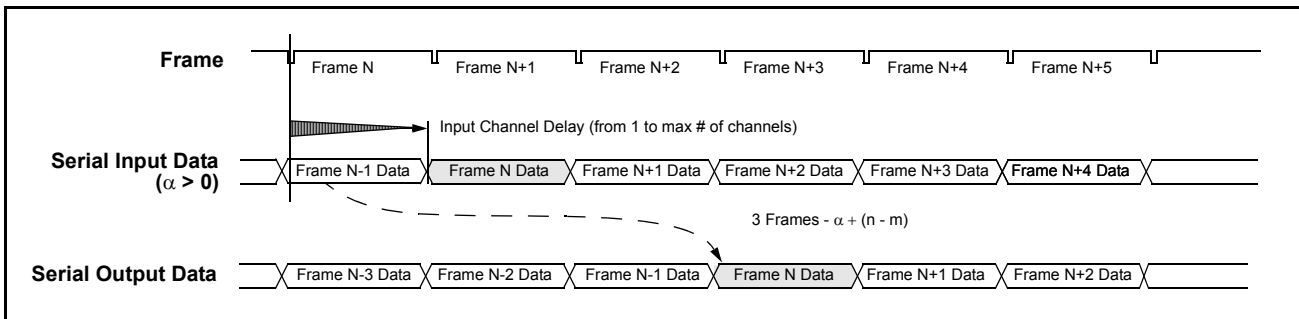 Frame
Frame N Frame N+1 Frame N+2 Frame N+3 Frame N+4 Frame N+5
Input Channel Delay (from 1 to max # of channels)
Serial Input Data
(α > 0)
Frame N-1 Data Frame N Data Frame N+1 Data Frame N+2 Data Frame N+3 Data Frame N+4 Data
3 Frames - α + (n - m)
Serial Output Data
Frame N-3 Data Frame N-2 Data Frame N-1 Data Frame N Data Frame N+1 Data Frame N+2 Data